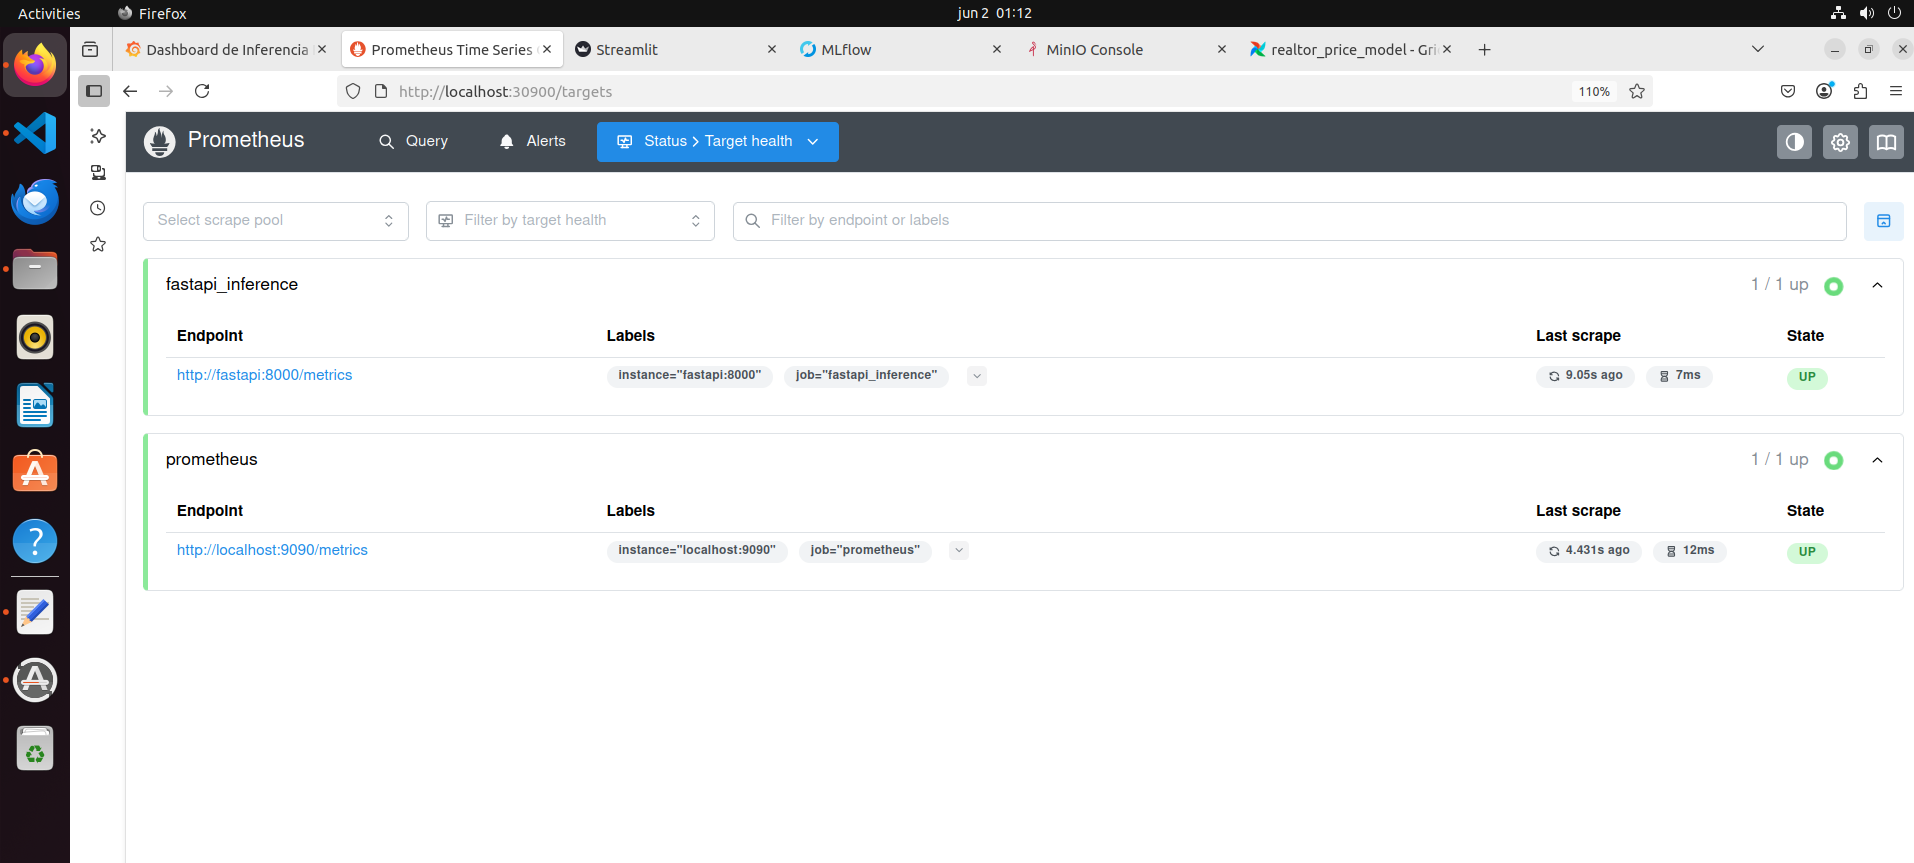 Activities
Firefox
jun 2 01:12
Dashboard de Inferencia
Prometheus Time Series
Streamlit
MLflow
MinIO Console
realtor_price_model - Gri
http://localhost:30900/targets
110%
Prometheus
Query
Alerts
Status > Target health
Select scrape pool
Filter by target health
Filter by endpoint or labels
fastapi_inference
1 / 1 up
Endpoint Labels Last scrape State
http://fastapi:8000/metrics instance="fastapi:8000" job="fastapi_inference" 9.05s ago 7ms UP
prometheus
1 / 1 up
Endpoint Labels Last scrape State
http://localhost:9090/metrics instance="localhost:9090" job="prometheus" 4.431s ago 12ms UP